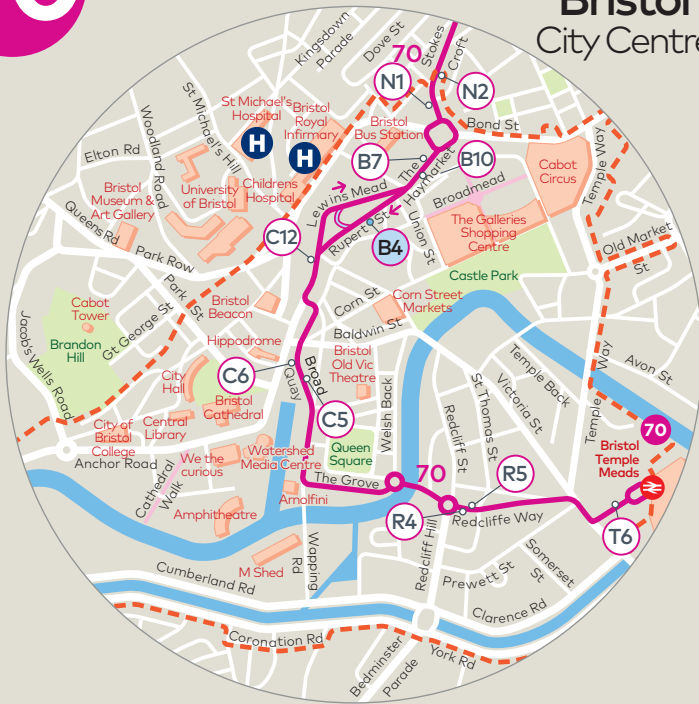 Bristol
City Centre
Kingsdown
Parade
Dove St
Stokes
Croft
70
N1
N2
St Michael's
Hospital
Bristol
Royal
Infirmary
H
H
Bristol
Bus Station
Bond St
St Michael's Hill
Woodland Road
Elton Rd
B7
B10
The
Haymarket
Cabot
Circus
Temple Way
University
of Bristol
Childrens
Hospital
Lewins Mead
Broadmead
Bristol
Museum &
Art Gallery
Queens Rd
Rupert St
Union St
The Galleries
Shopping
Centre
Old Market
St
C12
B4
Park Row
Castle Park
Park St
Cabot
Tower
Bristol
Beacon
Corn St
Corn Street
Markets
Gt George St
Baldwin St
Brandon
Hill
Hippodrome
Jacob's Wells Road
City
Hall
C6
Broad
Quay
Bristol
Old Vic
Theatre
Temple Back
Victoria St
St Thomas St
Temple
Way
Avon St
Bristol
Cathedral
C5
Welsh Back
Redcliff St
City of
Bristol
College
Central
Library
70
Bristol
Temple
Meads
Anchor Road
We the
curious
Watershed
Media Centre
Queen
Square
Cathedral
Walk
The Grove
70
R5
Arnolfini
Amphitheatre
R4
Redcliffe Way
T6
M Shed
Wapping
Rd
Redcliff Hill
Prewett St
Somerset
St
Cumberland Rd
Clarence Rd
Coronation Rd
York Rd
Bedminster
Parade